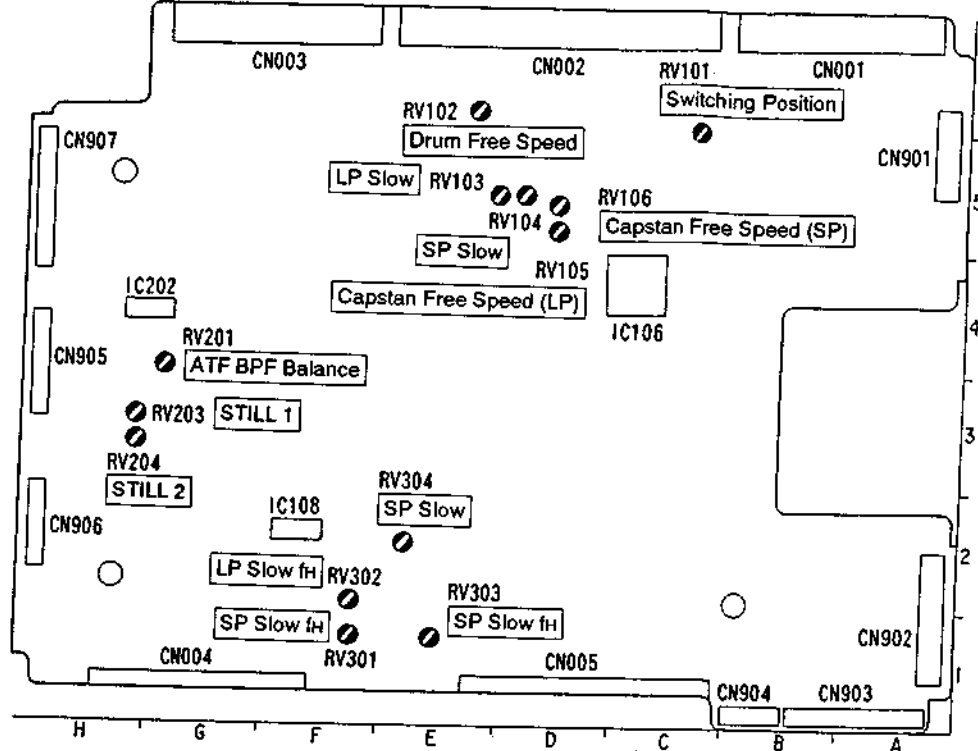 CN003
CN002
CN001
RV101
Switching Position
RV102
Drum Free Speed
CN907
CN901
LP Slow
RV103
RV106
5
RV104
Capstan Free Speed (SP)
SP Slow
RV105
IC202
Capstan Free Speed (LP)
IC106
4
RV201
CN905
ATF BPF Balance
RV203
STILL 1
3
RV204
STILL 2
RV304
IC108
SP Slow
CN906
2
LP Slow fH
RV302
RV303
SP Slow fH
SP Slow fH
CN902
RV301
CN004
CN005
1
CN904
CN903
H G F E D C B A